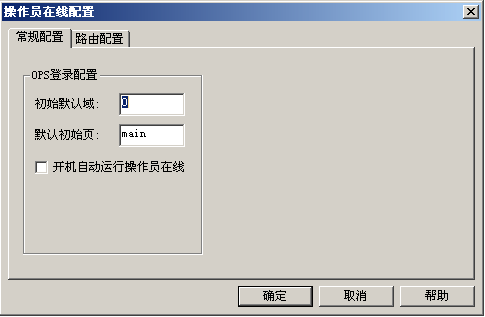 操作员在线配置
常规配置 路由配置
OPS登录配置
初始默认域: 0
默认初始页: main
开机自动运行操作员在线
确定 取消 帮助